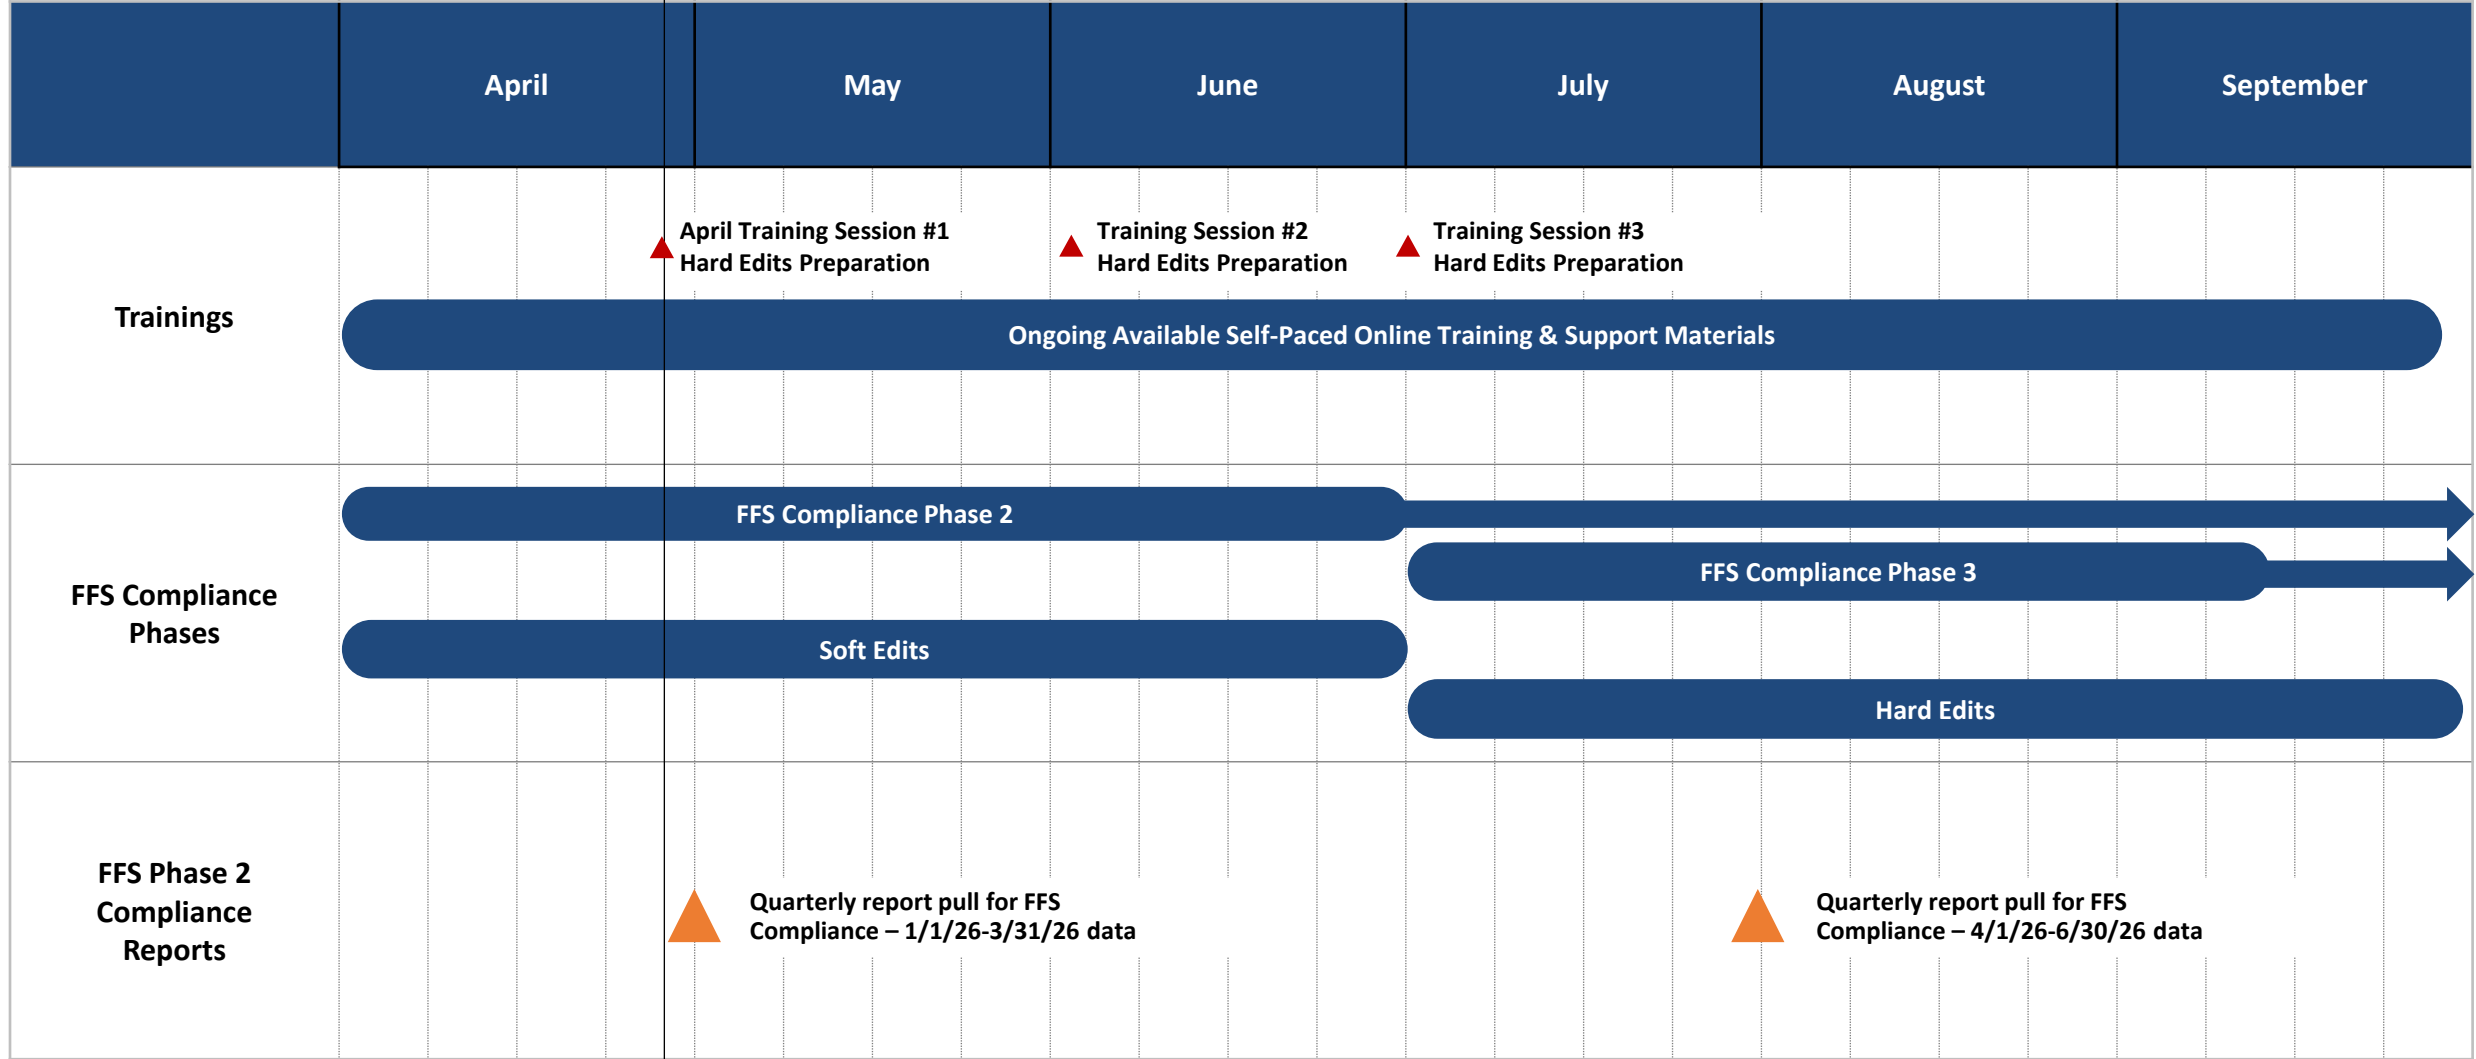 April
May
June
July
August
September
Trainings
April Training Session #1
Hard Edits Preparation
Training Session #2
Hard Edits Preparation
Training Session #3
Hard Edits Preparation
Ongoing Available Self-Paced Online Training & Support Materials
FFS Compliance
Phases
FFS Compliance Phase 2
FFS Compliance Phase 3
Soft Edits
Hard Edits
FFS Phase 2
Compliance
Reports
Quarterly report pull for FFS
Compliance – 1/1/26-3/31/26 data
Quarterly report pull for FFS
Compliance – 4/1/26-6/30/26 data